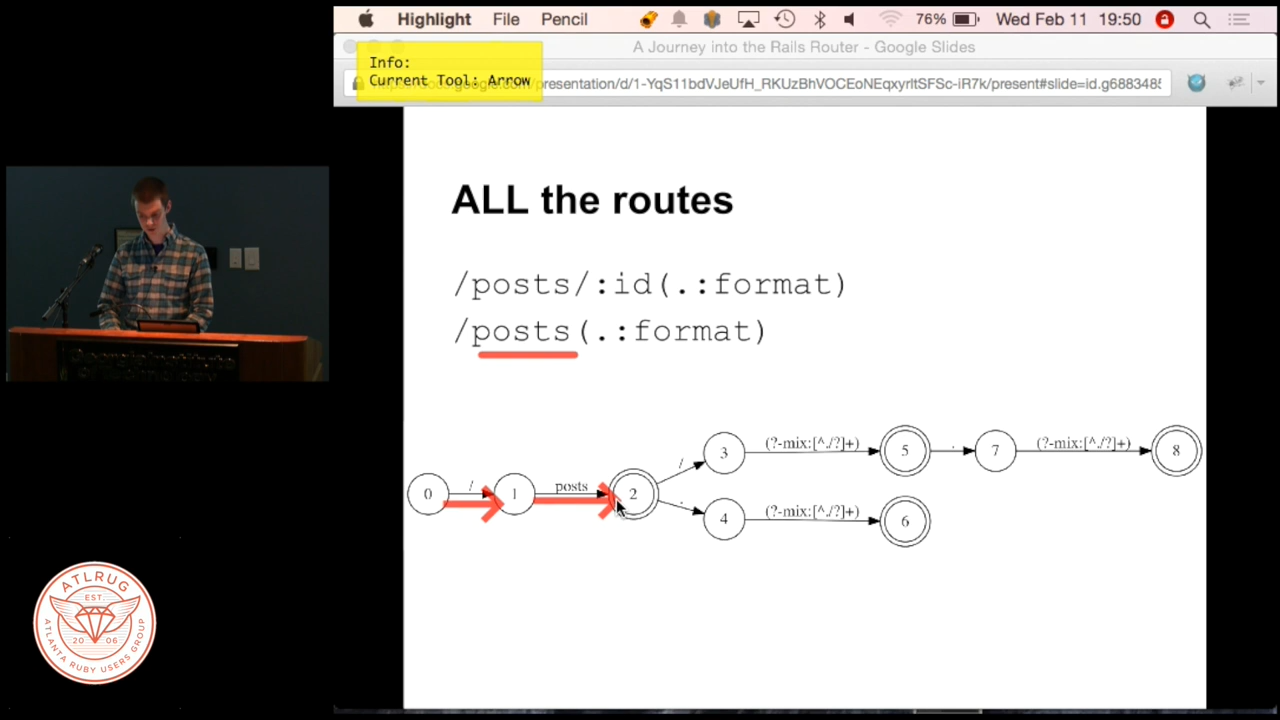 Highlight File Pencil 76% Wed Feb 11 19:50
A Journey into the Rails Router - Google Slides
Info:
Current Tool: Arrow
/presentation/d/1-YqS11bdVJeUfH_RKUzBhVOCEoNEqxyrltSFSc-iR7k/present#slide=id.g6883485
ALL the routes
/posts/:id(.:format)
/posts(.:format)
0 / 1 posts 2
/ 3 (?-mix:[^./?]+) 5 . 7 (?-mix:[^./?]+) 8
. 4 (?-mix:[^./?]+) 6
ATLRUG
EST.
20 06
ATLANTA RUBY USERS GROUP